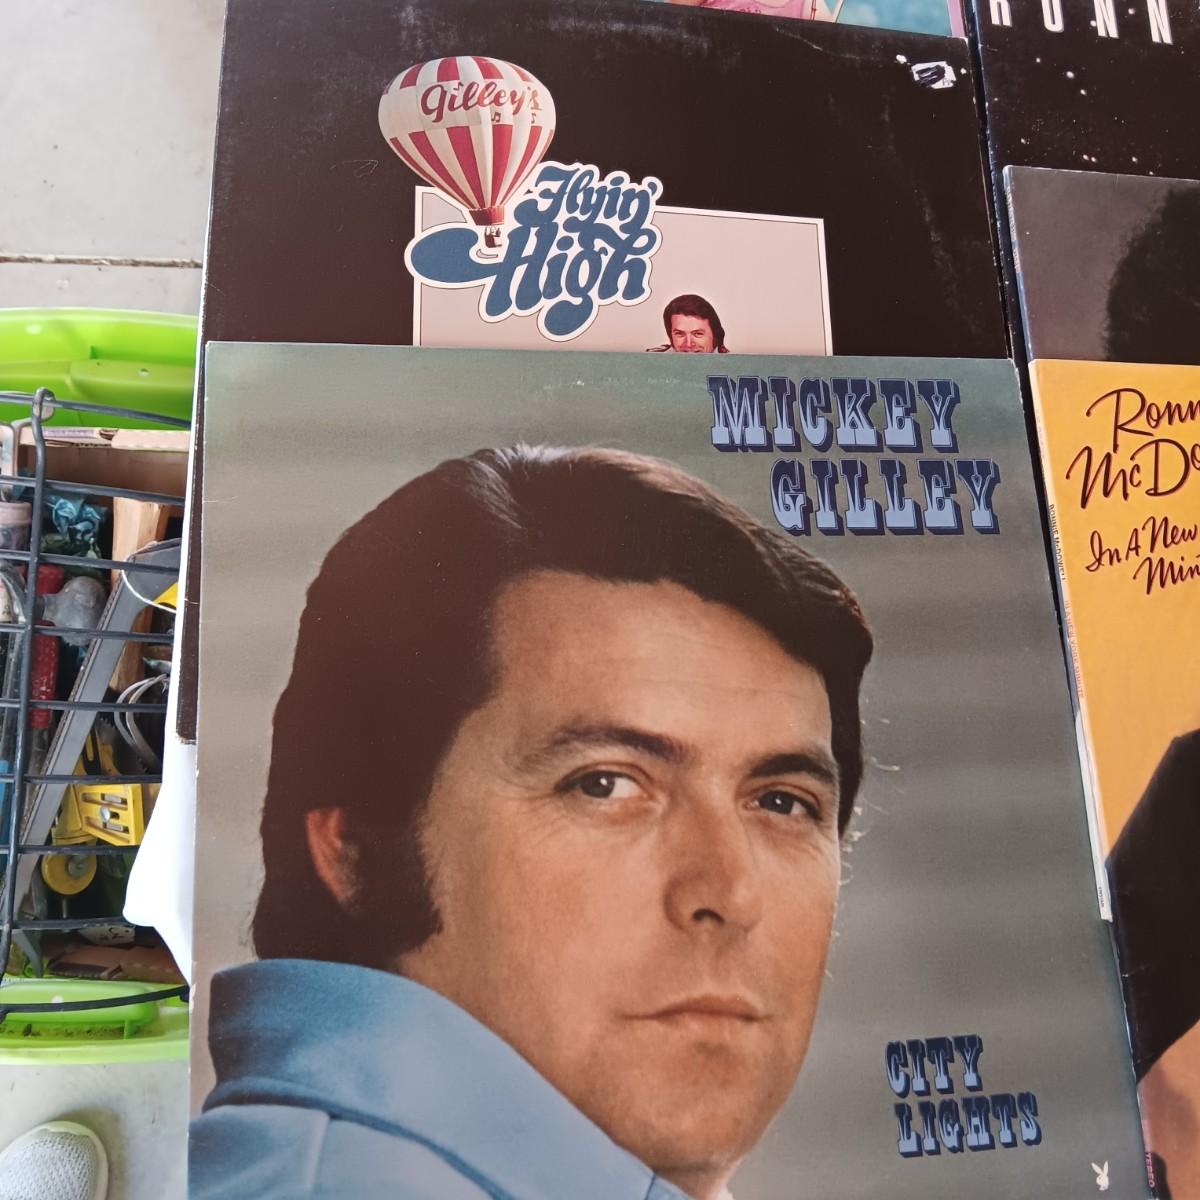 Gilley's
Flyin'
High
MICKEY
GILLEY
CITY
LIGHTS
RONN
Ronn
McDo
In A New
Min